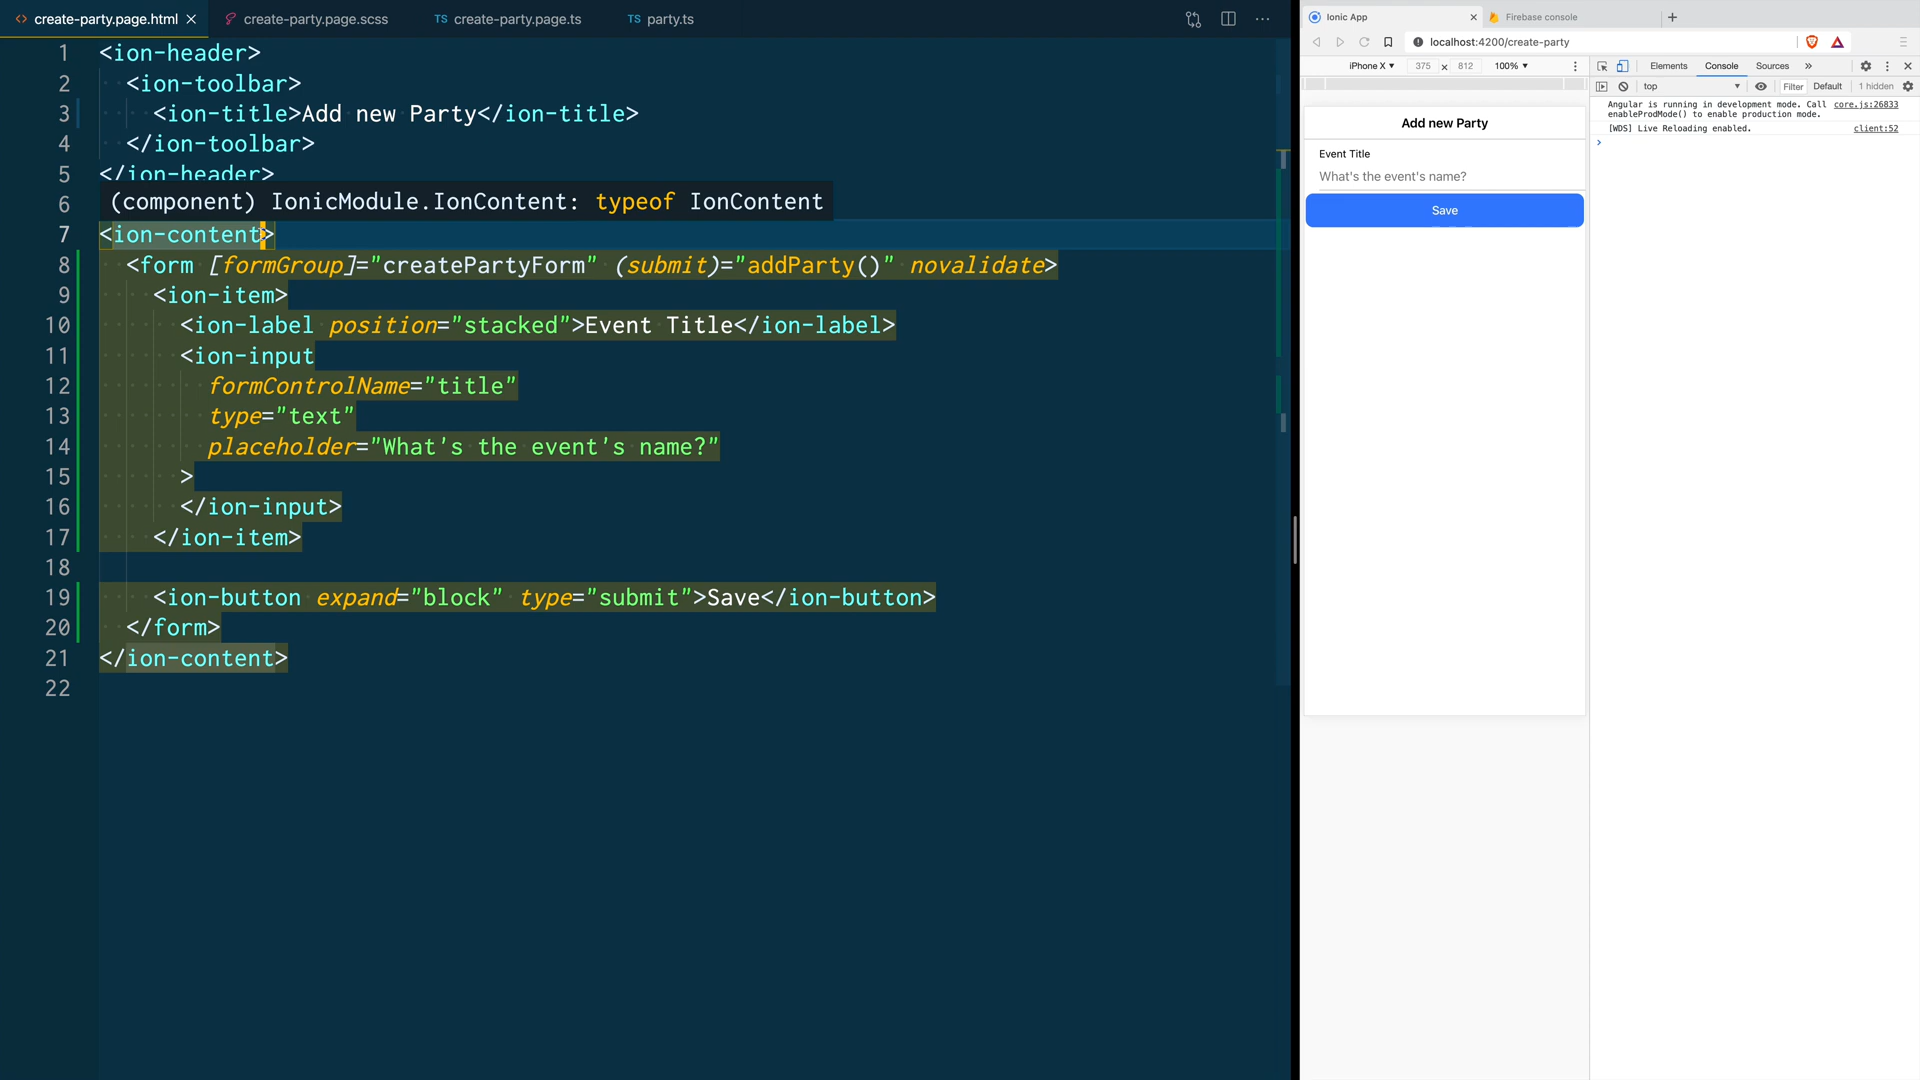 <> create-party.page.html ×
create-party.page.scss
TS create-party.page.ts
TS party.ts
···
1 <ion-header>
2 <ion-toolbar>
3 <ion-title>Add new Party</ion-title>
4 </ion-toolbar>
5 </ion-header>
6 (component) IonicModule.IonContent: typeof IonContent
7 <ion-content>
8 <form [formGroup]="createPartyForm" (submit)="addParty()" novalidate>
9 <ion-item>
10 <ion-label position="stacked">Event Title</ion-label>
11 <ion-input
12 formControlName="title"
13 type="text"
14 placeholder="What's the event's name?"
15 >
16 </ion-input>
17 </ion-item>
18
19 <ion-button expand="block" type="submit">Save</ion-button>
20 </form>
21 </ion-content>
22
Ionic App ×
Firebase console
+
localhost:4200/create-party
iPhone X ▾ 375 × 812 100% ▾
Add new Party
Event Title
What's the event's name?
Save
Elements Console Sources »
top ▾ Filter Default 1 hidden
Angular is running in development mode. Call core.js:26833
enableProdMode() to enable production mode.
[WDS] Live Reloading enabled. client:52
>